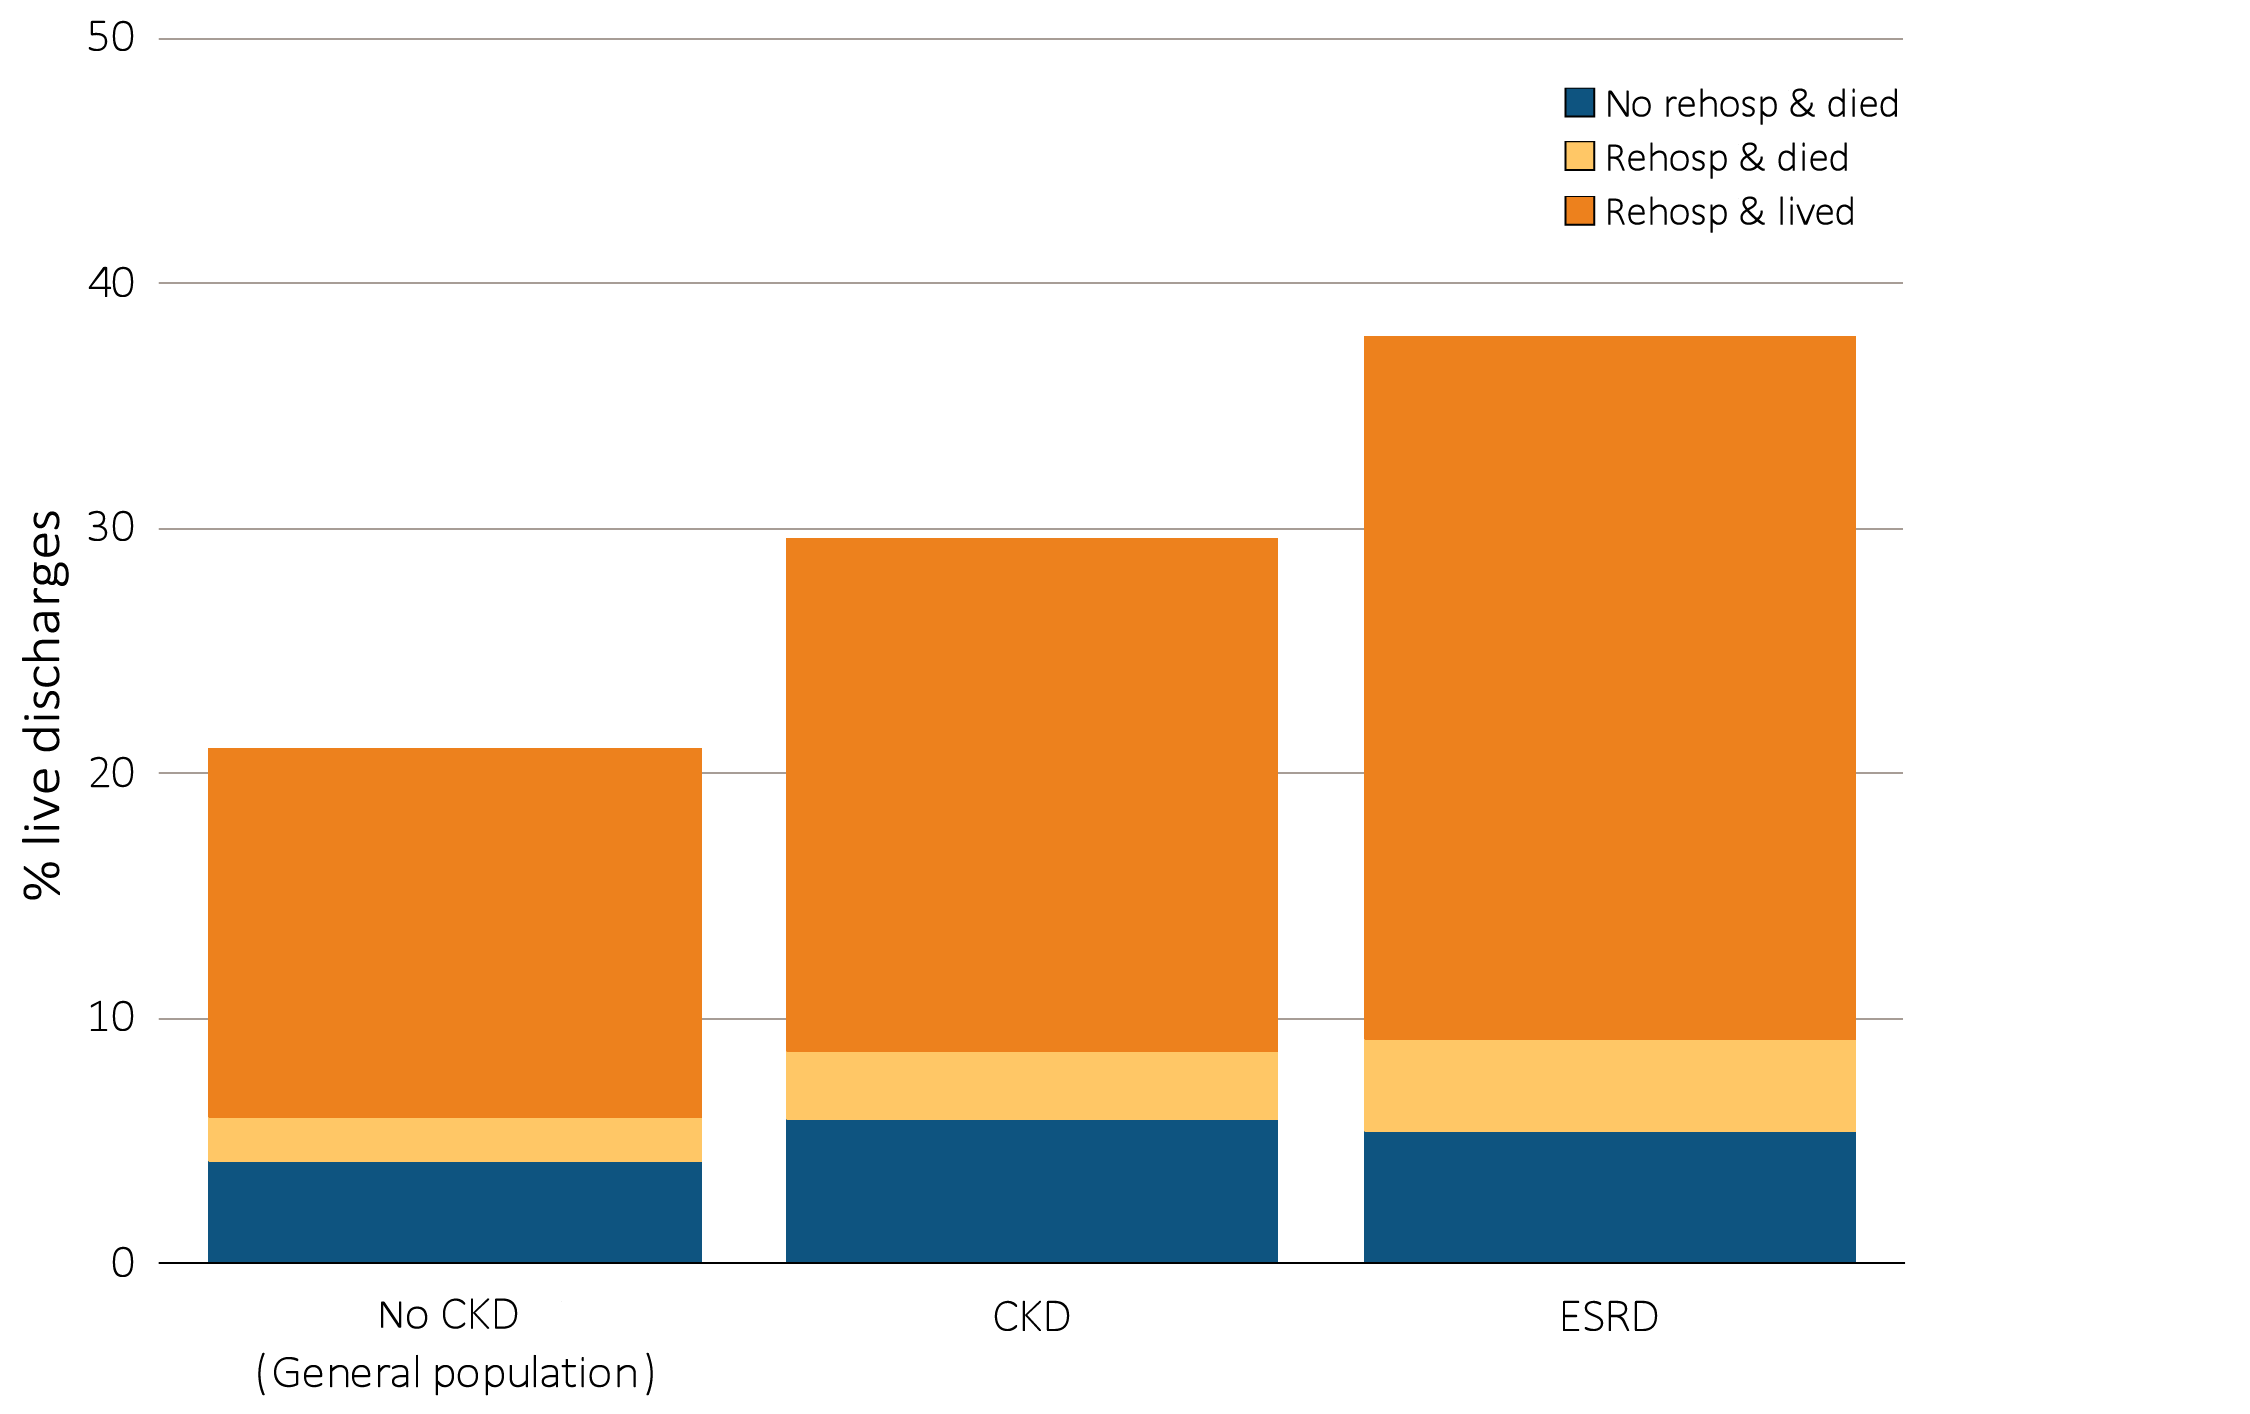 50
No rehosp & died
Rehosp & died
Rehosp & lived
40
30
% live discharges
20
10
0
No CKD
(General population)
CKD
ESRD